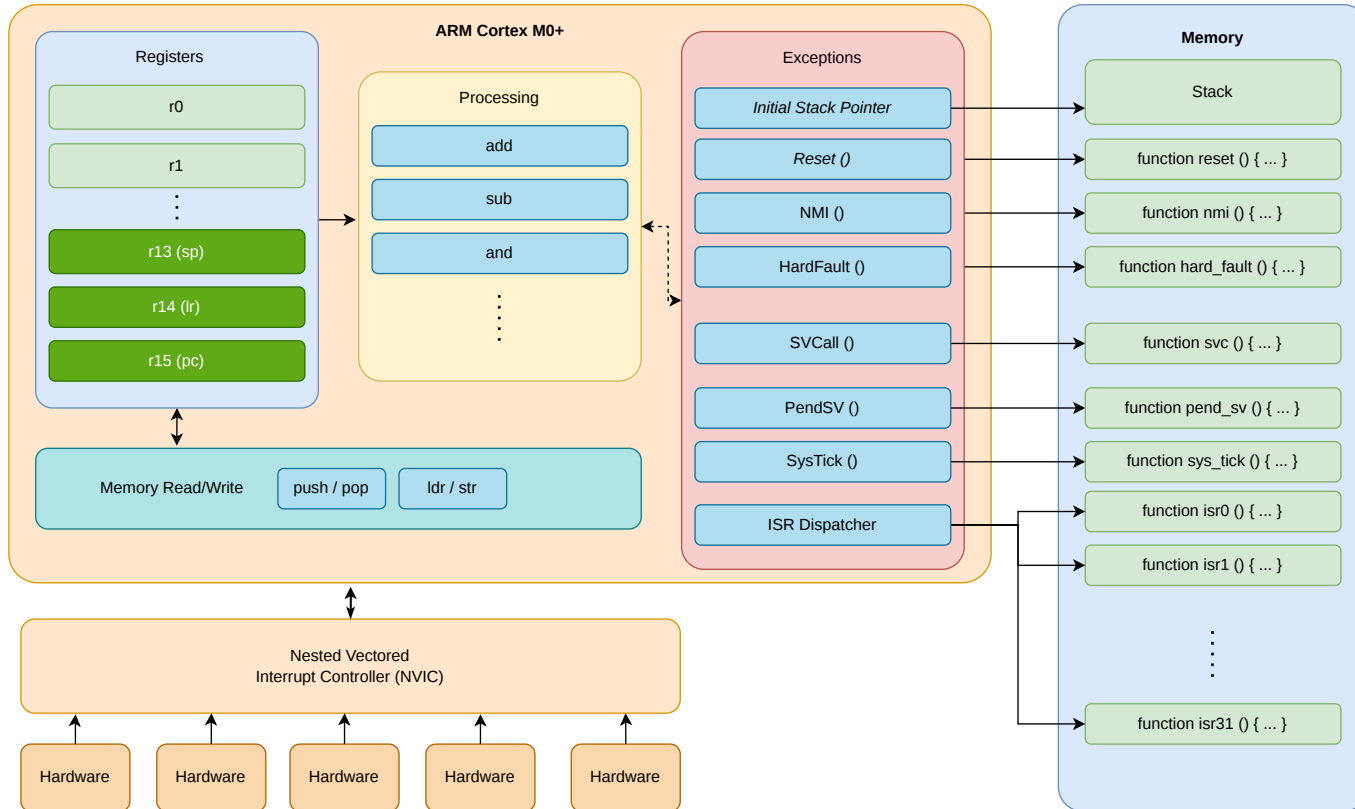 ARM Cortex M0+
Registers
r0
r1
r13 (sp)
r14 (lr)
r15 (pc)
Processing
add
sub
and
Memory Read/Write
push / pop
ldr / str
Exceptions
Initial Stack Pointer
Reset ()
NMI ()
HardFault ()
SVCall ()
PendSV ()
SysTick ()
ISR Dispatcher
Memory
Stack
function reset () { ... }
function nmi () { ... }
function hard_fault () { ... }
function svc () { ... }
function pend_sv () { ... }
function sys_tick () { ... }
function isr0 () { ... }
function isr1 () { ... }
function isr31 () { ... }
Nested Vectored
Interrupt Controller (NVIC)
Hardware
Hardware
Hardware
Hardware
Hardware